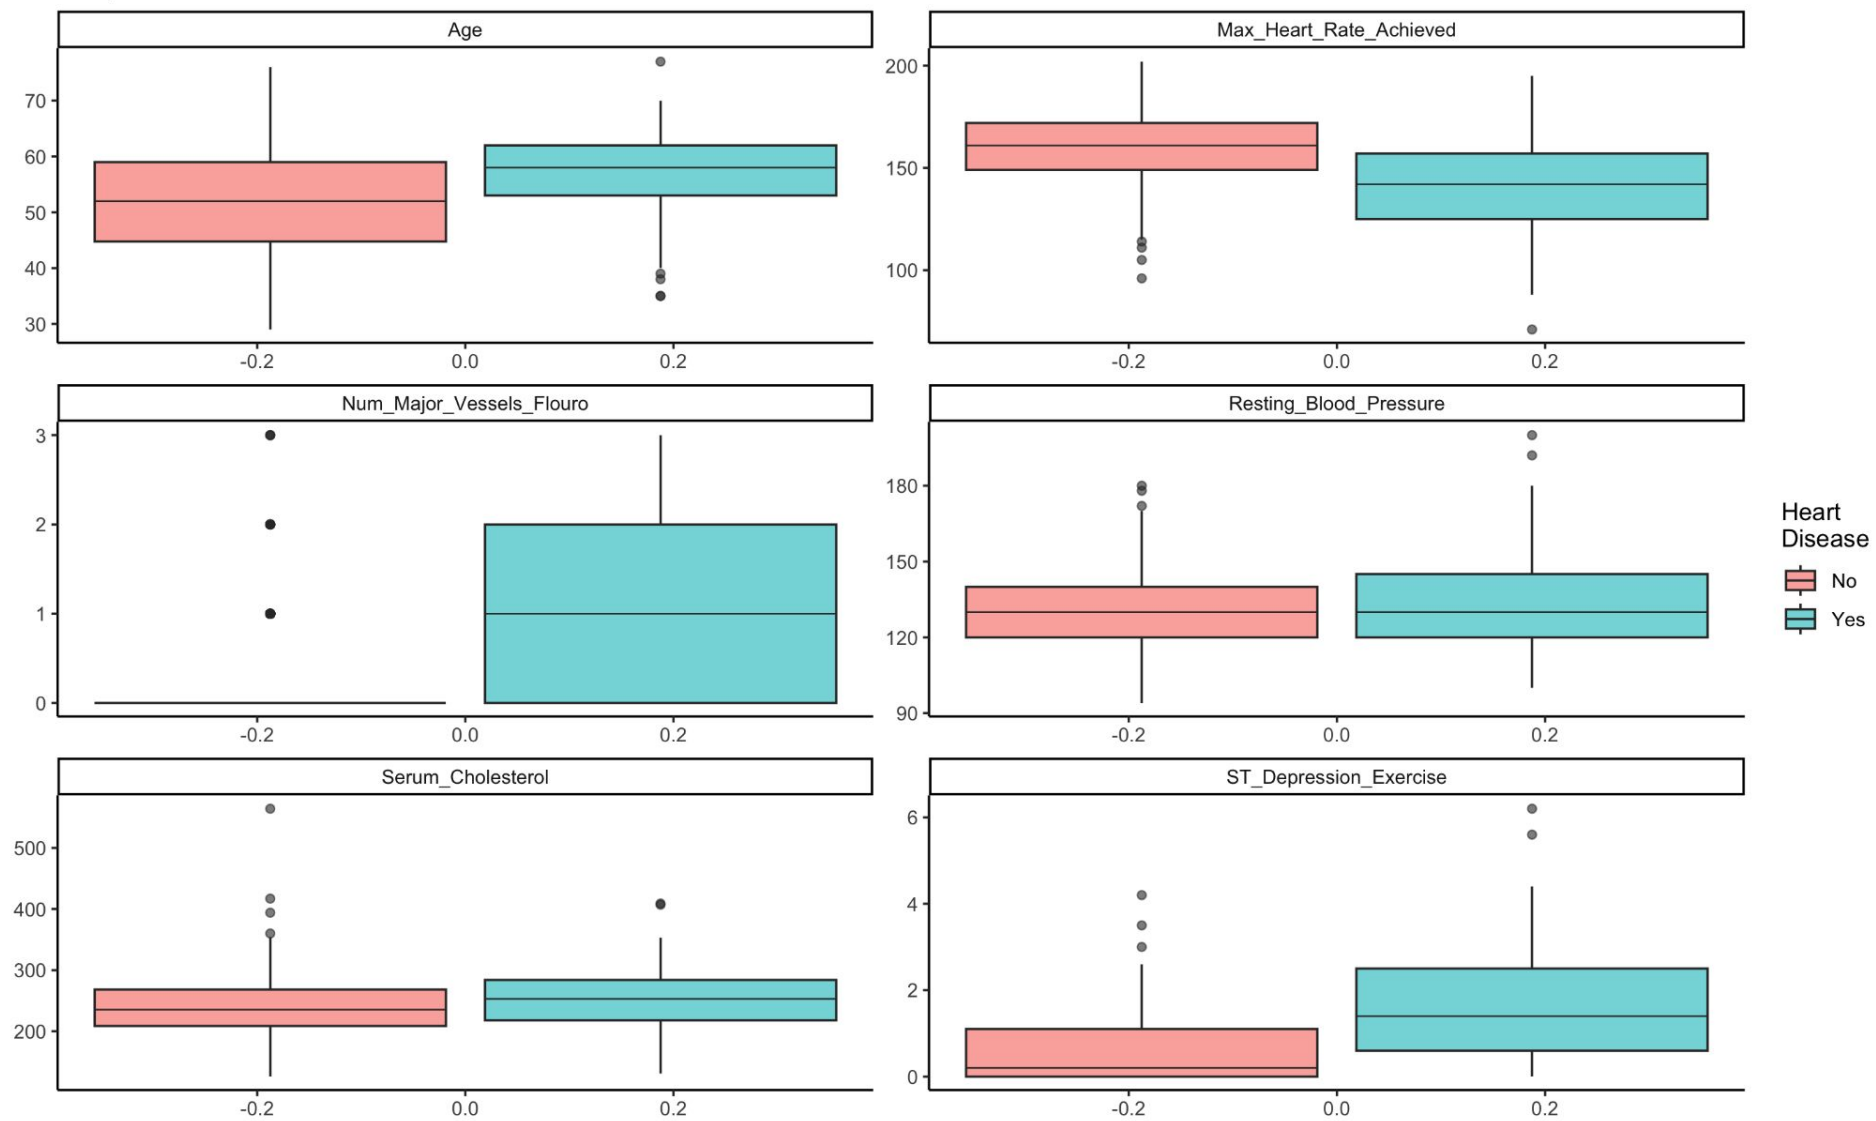 Age
Max_Heart_Rate_Achieved
70
60
50
40
30
-0.2 0.0 0.2
200
150
100
-0.2 0.0 0.2
Num_Major_Vessels_Flouro
Resting_Blood_Pressure
3
2
1
0
-0.2 0.0 0.2
180
150
120
90
-0.2 0.0 0.2
Serum_Cholesterol
ST_Depression_Exercise
500
400
300
200
-0.2 0.0 0.2
6
4
2
0
-0.2 0.0 0.2
Heart
Disease
No
Yes